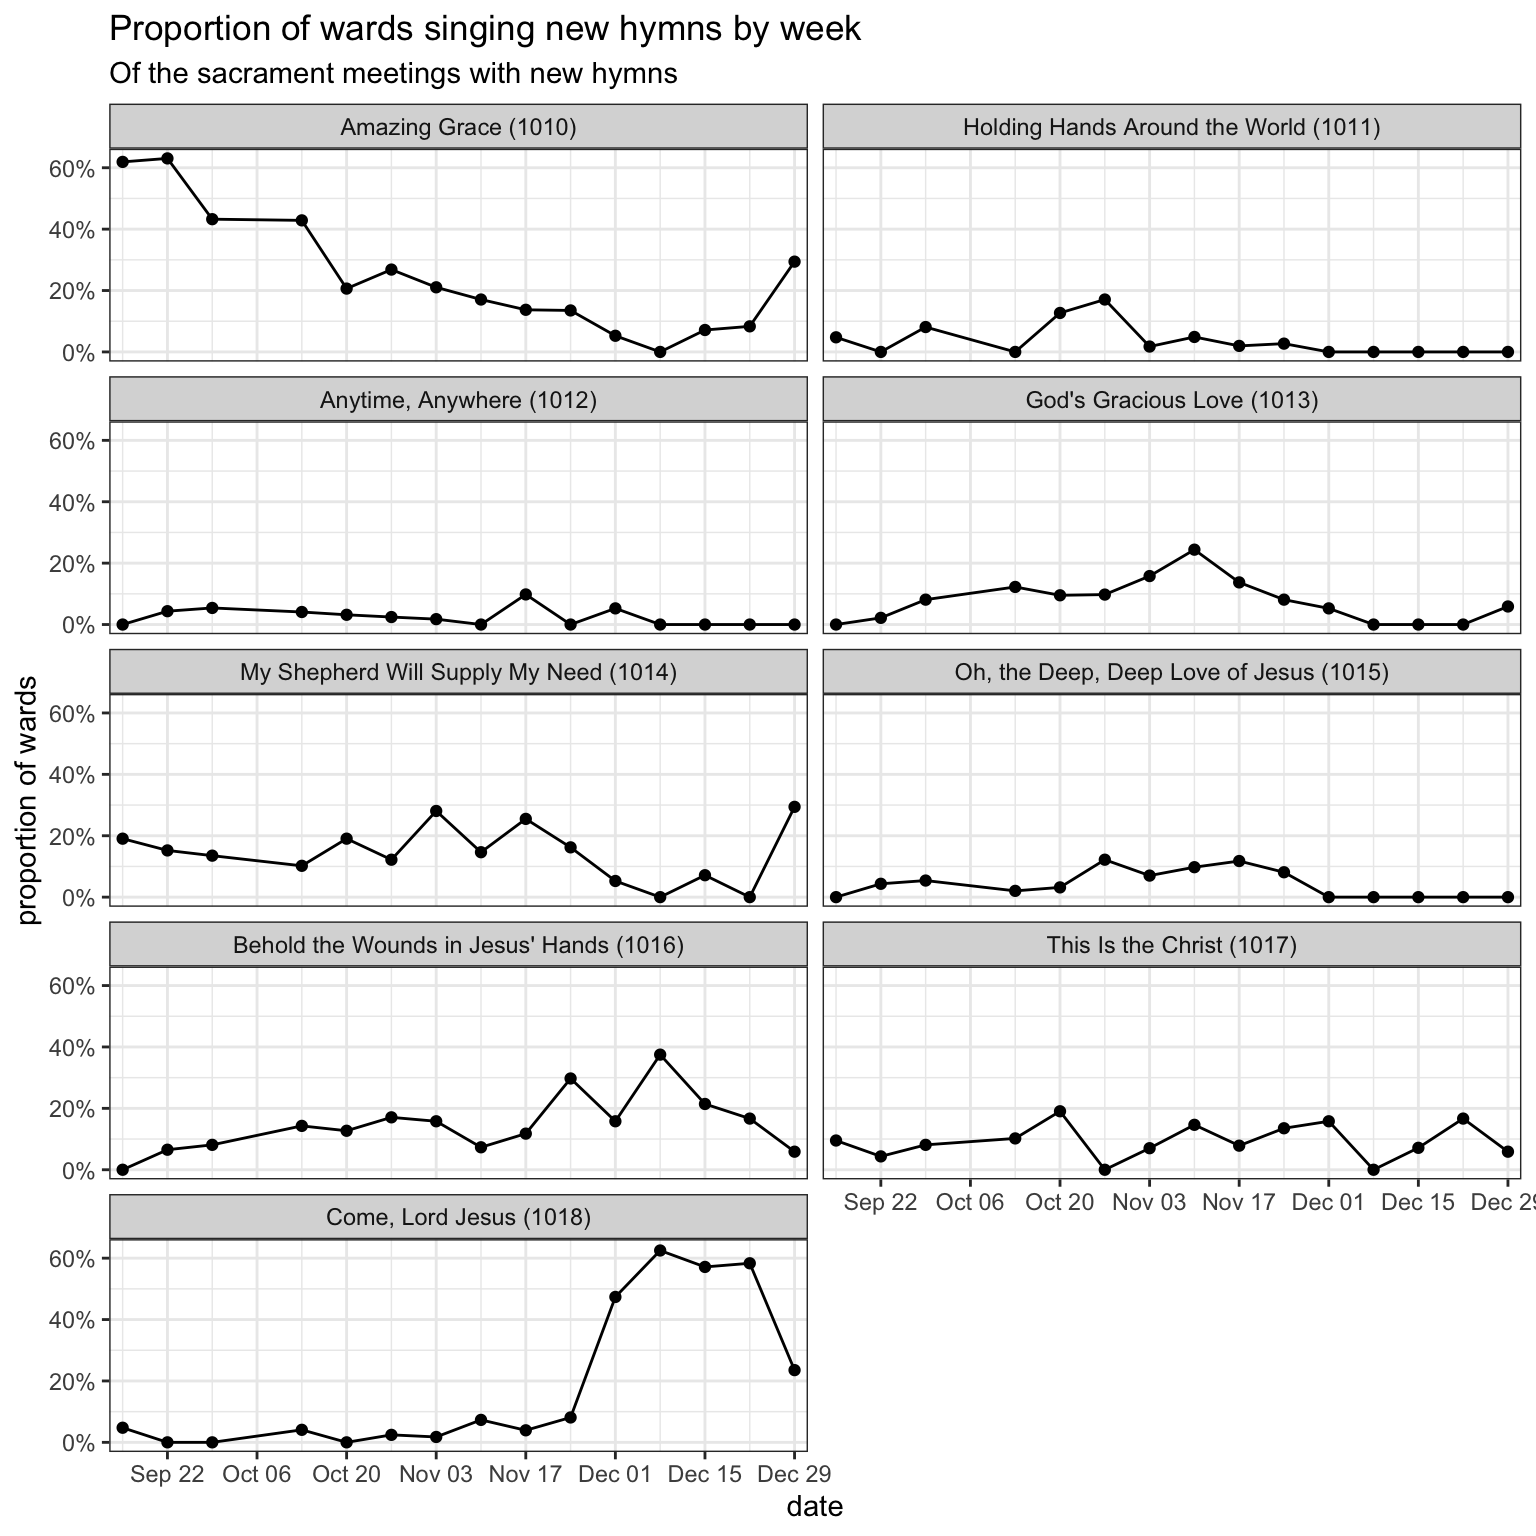 Proportion of wards singing new hymns by week
Of the sacrament meetings with new hymns
Amazing Grace (1010)
Holding Hands Around the World (1011)
60%
40%
20%
0%
Anytime, Anywhere (1012)
God's Gracious Love (1013)
60%
40%
20%
0%
My Shepherd Will Supply My Need (1014)
Oh, the Deep, Deep Love of Jesus (1015)
60%
40%
20%
0%
proportion of wards
Behold the Wounds in Jesus' Hands (1016)
This Is the Christ (1017)
60%
40%
20%
0%
Sep 22 Oct 06 Oct 20 Nov 03 Nov 17 Dec 01 Dec 15 Dec 29
Come, Lord Jesus (1018)
60%
40%
20%
0%
Sep 22 Oct 06 Oct 20 Nov 03 Nov 17 Dec 01 Dec 15 Dec 29
date